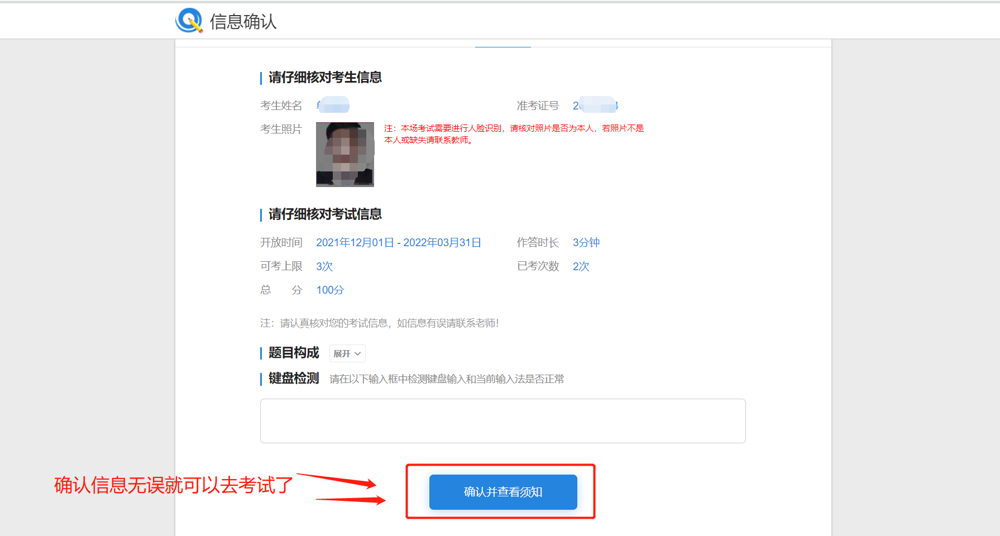 信息确认
请仔细核对考生信息
考生姓名
准考证号 2 4
考生照片
注：本场考试需要进行人脸识别，请核对照片是否为本人，若照片不是
本人或缺失请联系教师。
请仔细核对考试信息
开放时间 2021年12月01日 - 2022年03月31日 作答时长 3分钟
可考上限 3次 已考次数 2次
总 分 100分
注：请认真核对您的考试信息，如信息有误请联系老师！
题目构成 展开
键盘检测 请在以下输入框中检测键盘输入和当前输入法是否正常
确认信息无误就可以去考试了
确认并查看须知